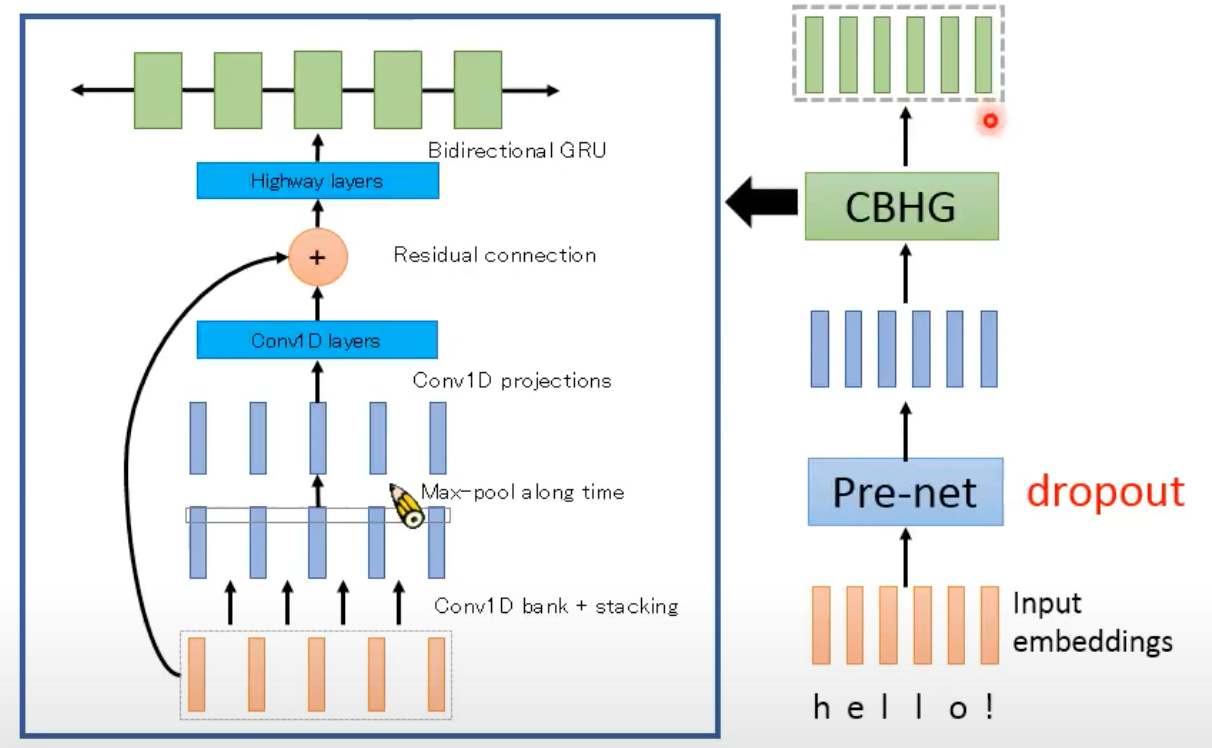 Bidirectional GRU
Highway layers
+
Residual connection
Conv1D layers
Conv1D projections
Max-pool along time
Conv1D bank + stacking
CBHG
Pre-net
dropout
Input
embeddings
h e l l o !